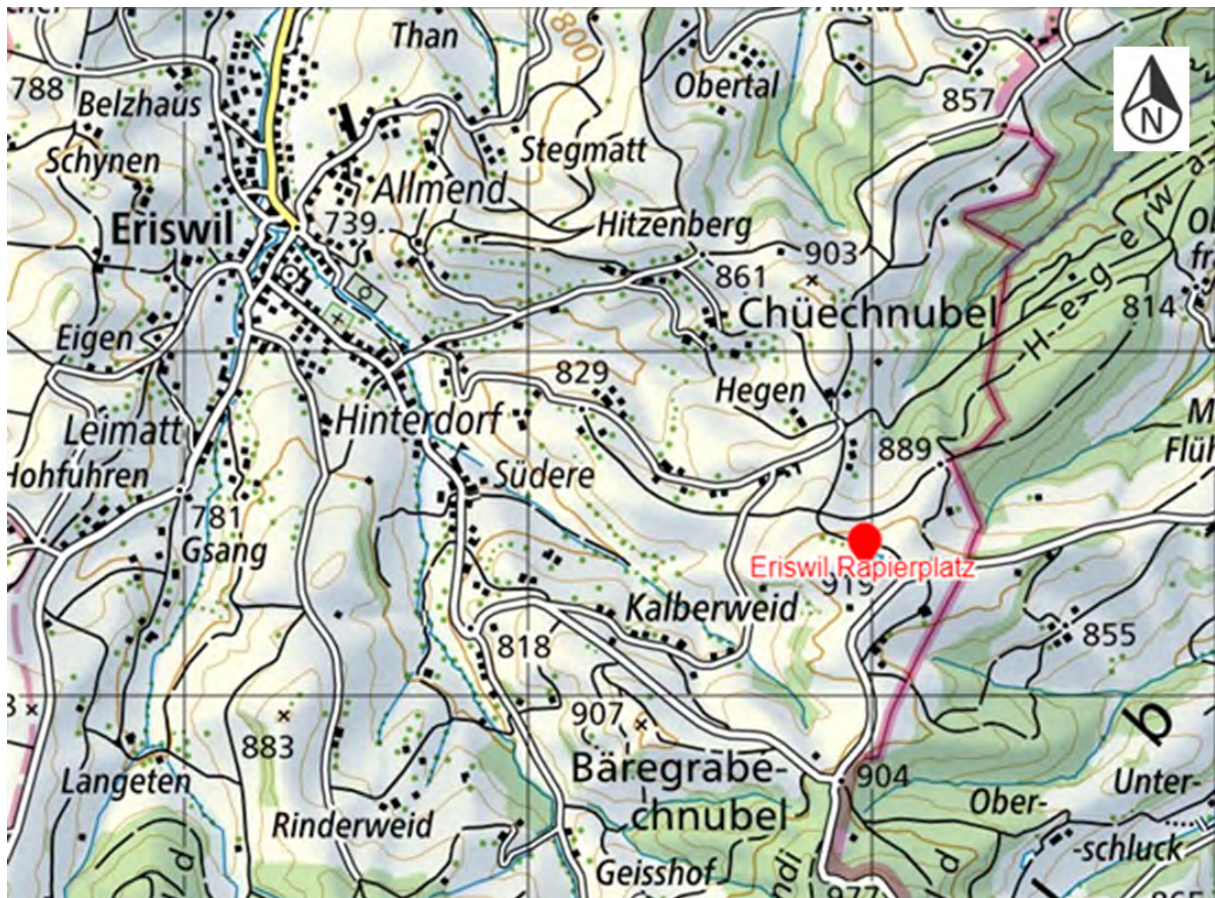 Than
800
788
Belzhaus
Obertal
857
N
Schynen
Stegmatt
Allmend
Eriswil
739
Hitzenberg
903
861
814
Chüechnubel
Eigen
829
Hegen
Leimatt
Hinterdorf
889
Hohfuhren
Südere
781
Gsang
Eriswil Rapierplatz
919
Kalberweid
818
855
907
883
b
Langeten
Bäregrabe-
chnubel
904
Ober-
Unter-
-schluck
Rinderweid
Geisshof
d
d
977